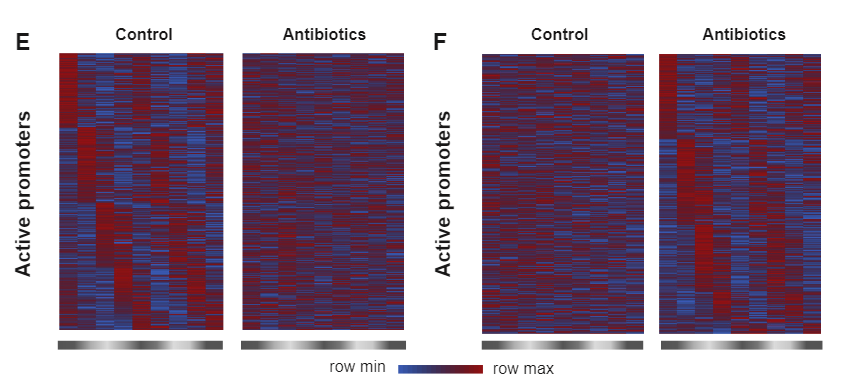 E
Control
Antibiotics
F
Control
Antibiotics
Active promoters
Active promoters
row min
row max